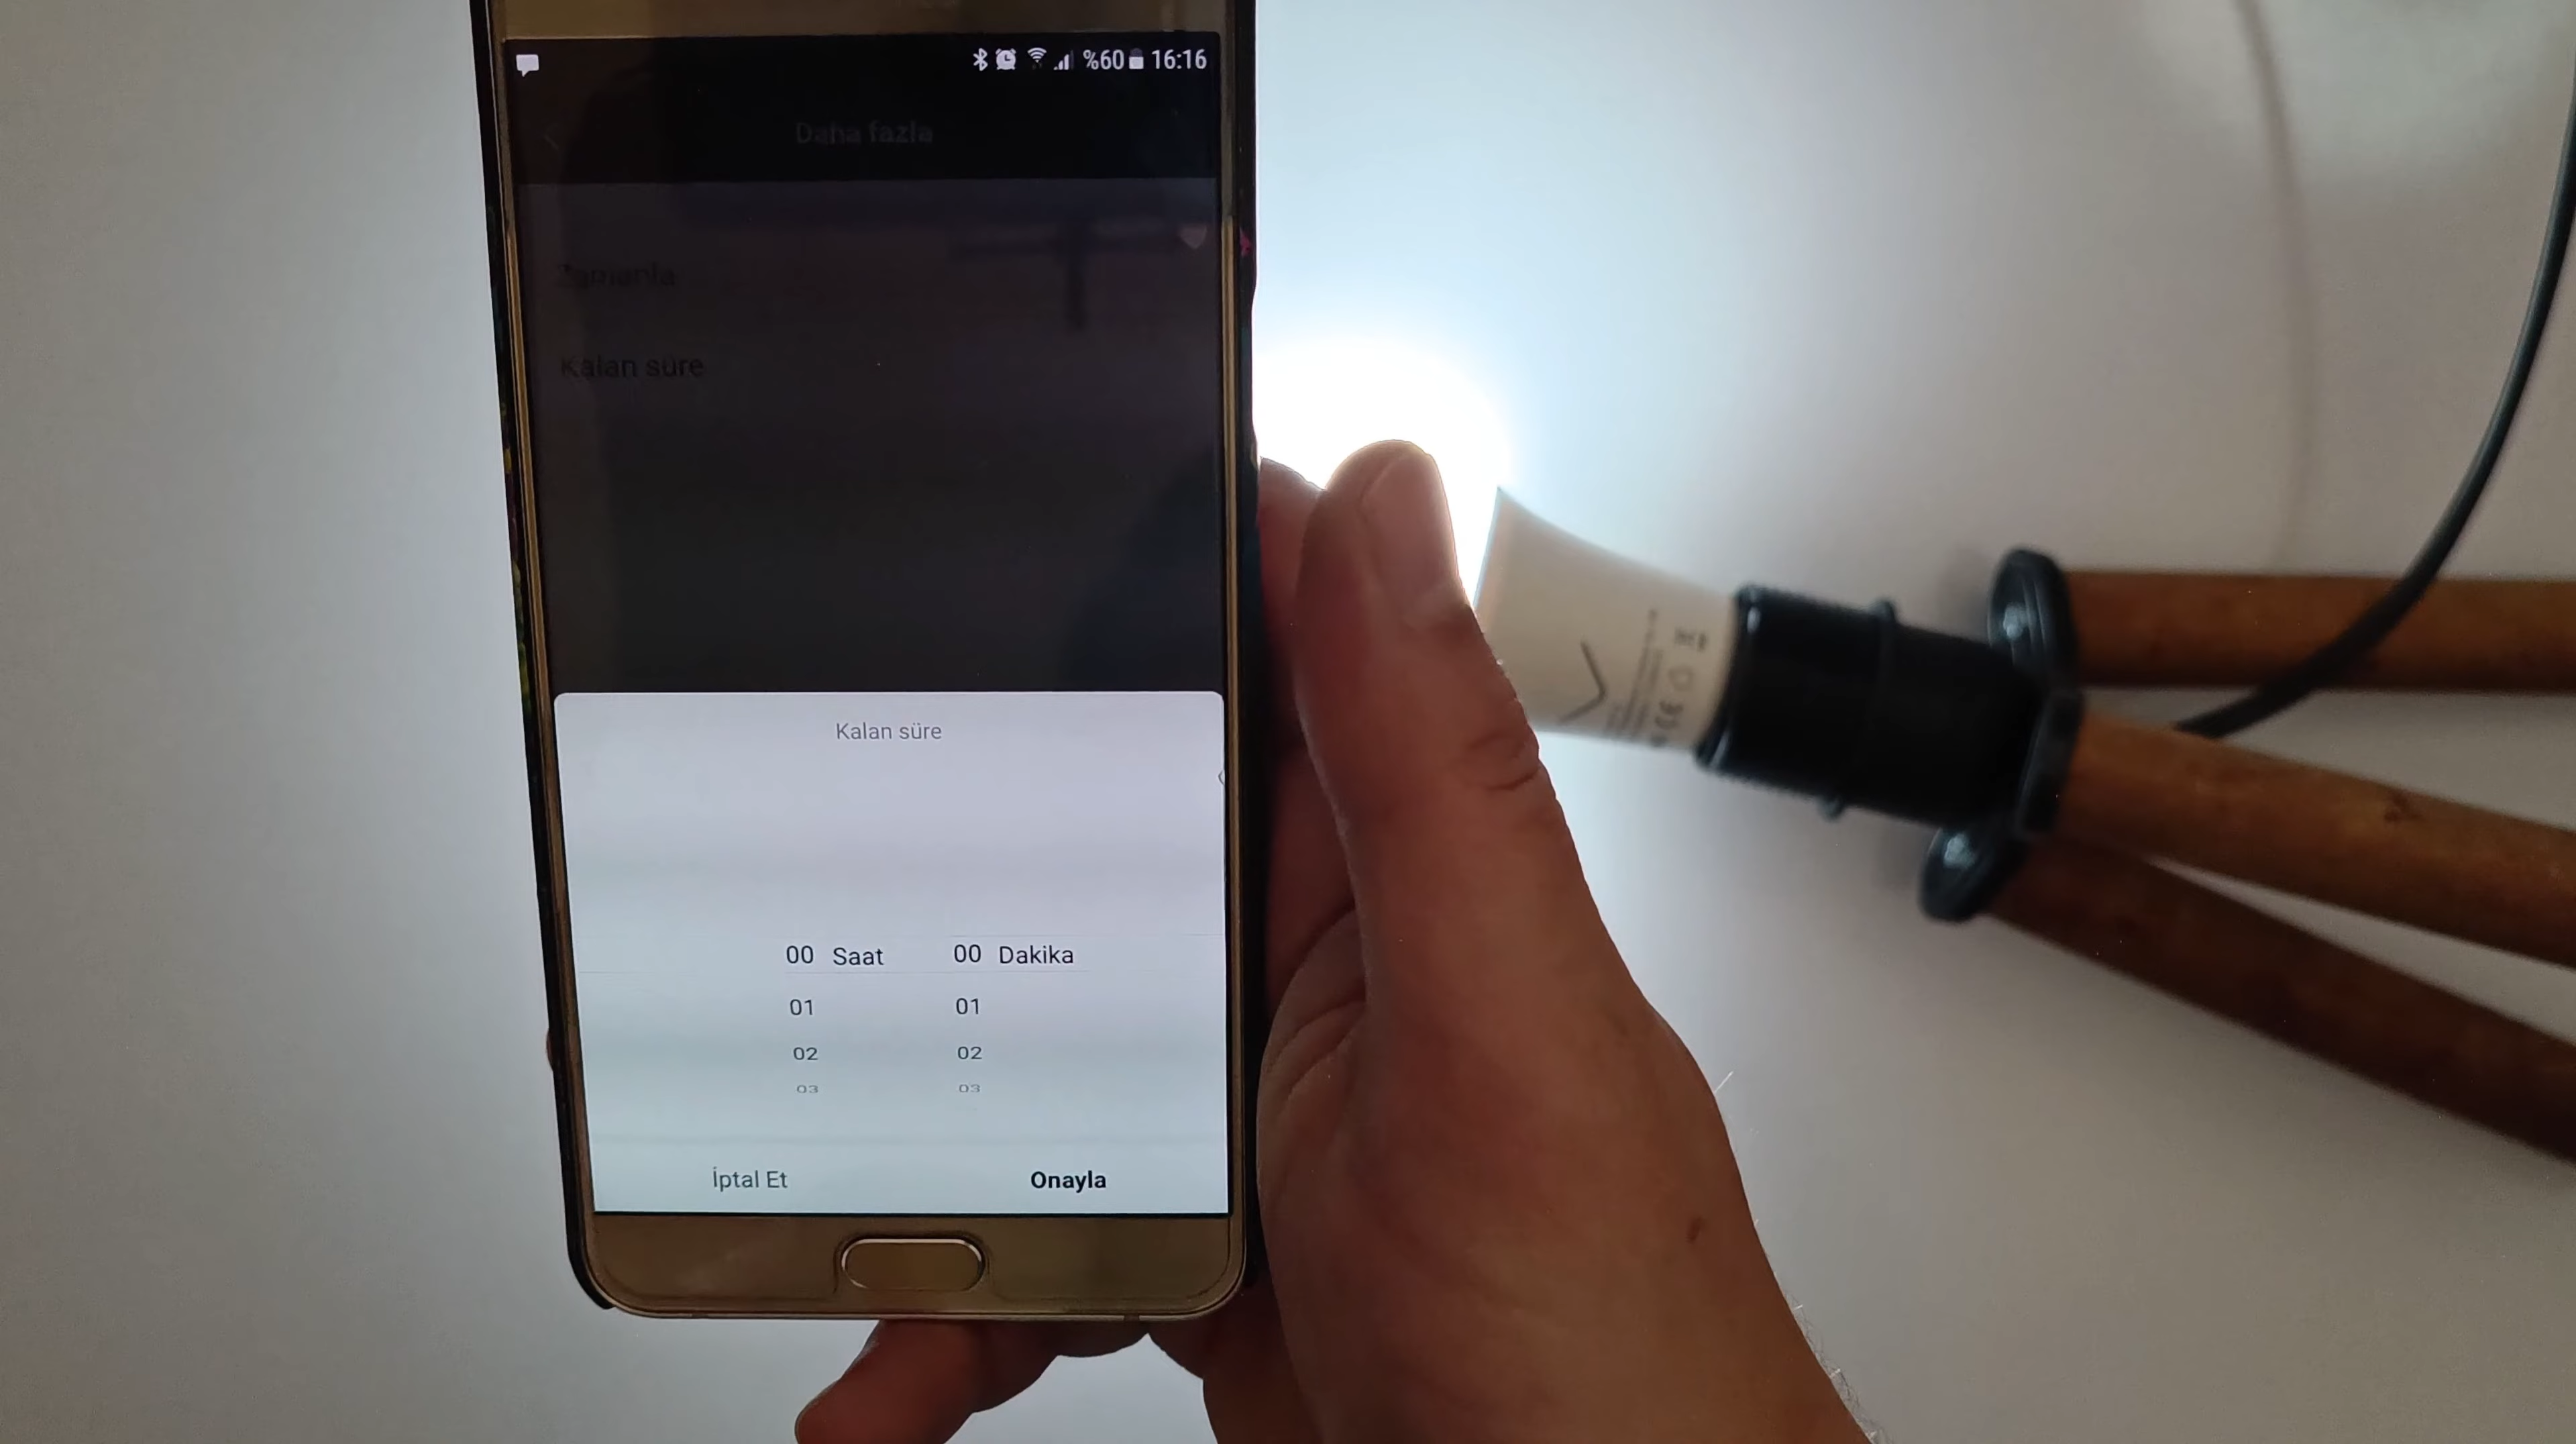 %60 16:16
Daha fazla
Zamanla
Kalan süre
Kalan süre
00 Saat 00 Dakika
01 01
02 02
03 03
İptal Et Onayla
CE